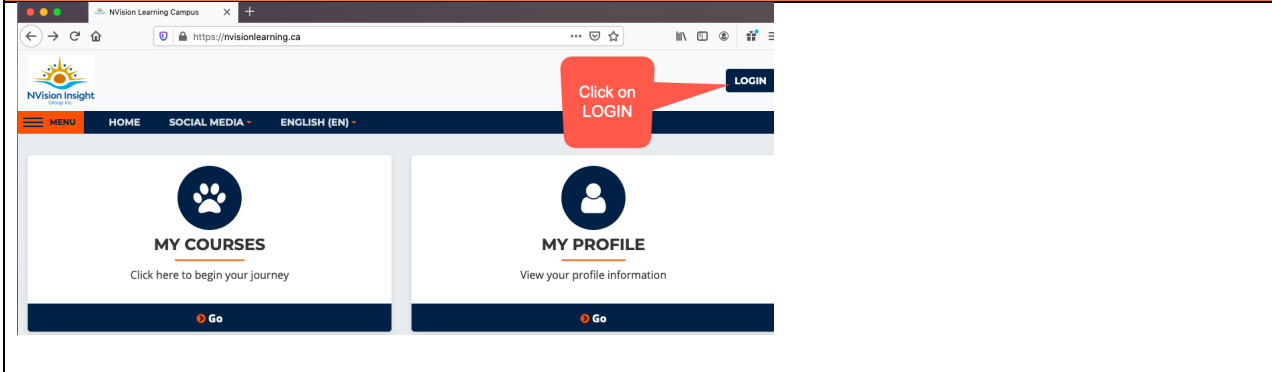 NVision Learning Campus
https://nvisionlearning.ca
NVision Insight
Group Inc.
LOGIN
Click on
LOGIN
MENU HOME SOCIAL MEDIA ENGLISH (EN)
MY COURSES
Click here to begin your journey
Go
MY PROFILE
View your profile information
Go